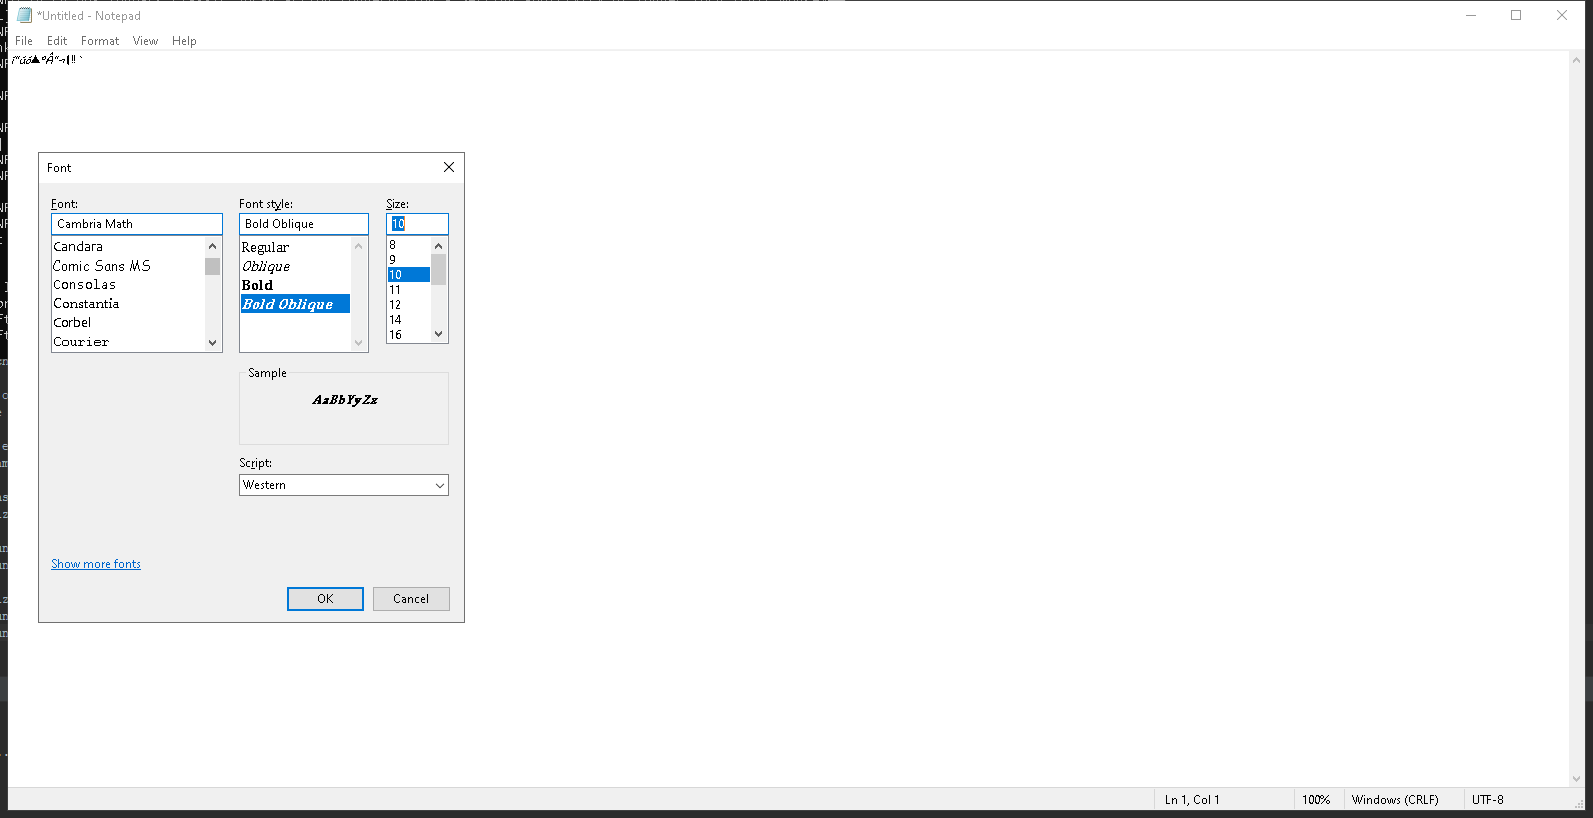 *Untitled - Notepad
File Edit Format View Help
Font
Font: Font style: Size:
Cambria Math Bold Oblique 10
Candara
Comic Sans MS
Consolas
Constantia
Corbel
Courier
Regular
Oblique
Bold
Bold Oblique
8
9
10
11
12
14
16
Sample
AaBbYyZz
Script:
Western
Show more fonts
OK Cancel
Ln 1, Col 1 100% Windows (CRLF) UTF-8